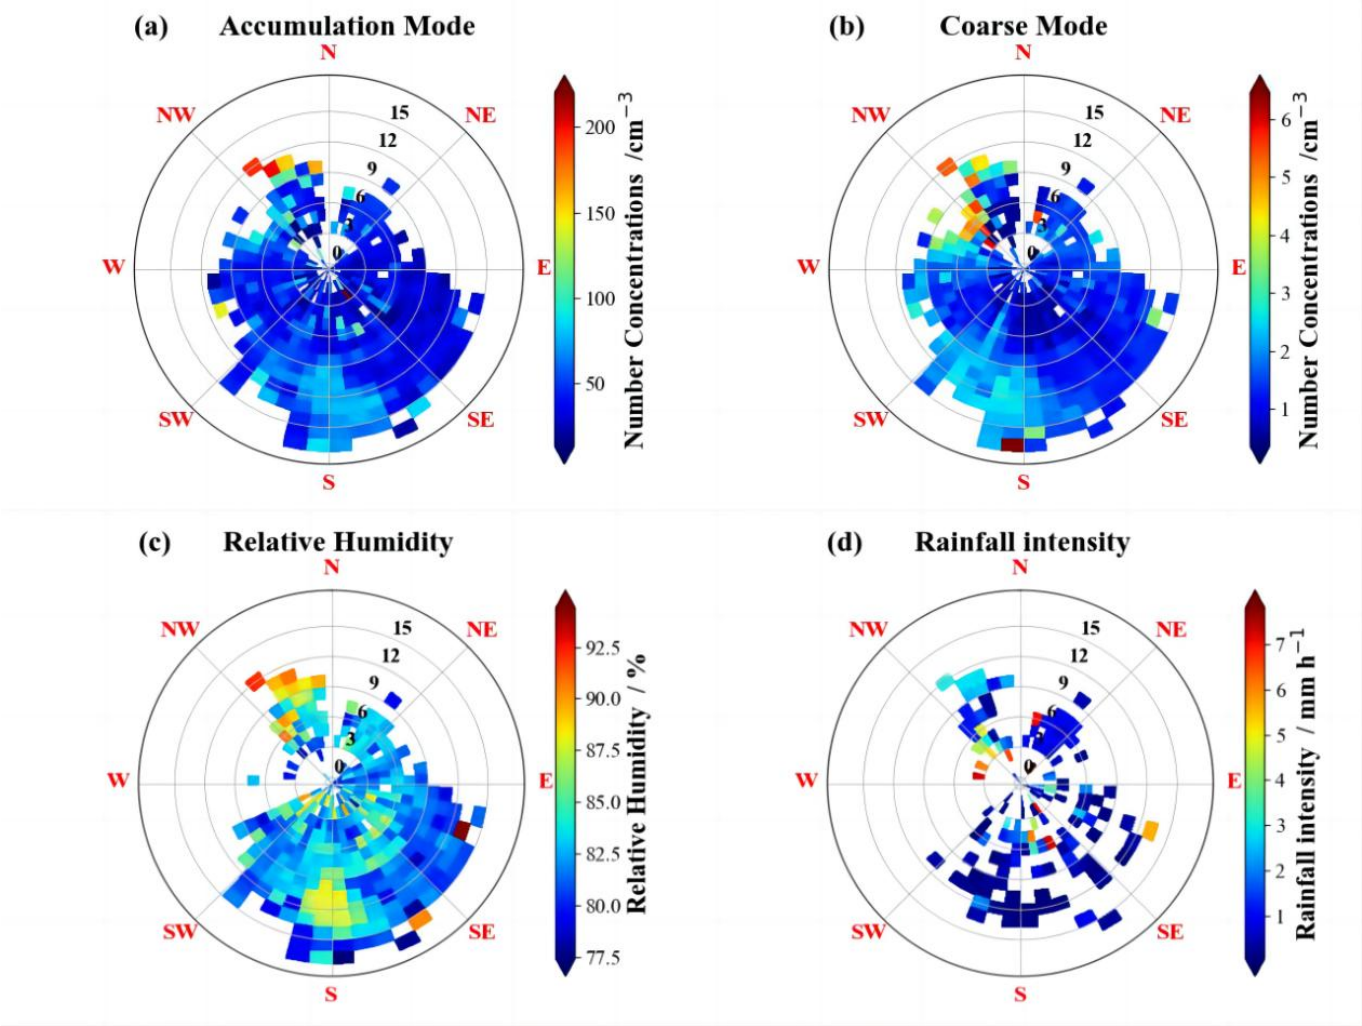 (a) Accumulation Mode
N
NW
NE
15
12
9
6
3
0
W
E
SW
SE
S
200
150
100
50
Number Concentrations /cm−3
(b) Coarse Mode
N
NW
NE
15
12
9
6
3
0
W
E
SW
SE
S
6
5
4
3
2
1
Number Concentrations /cm−3
(c) Relative Humidity
N
NW
NE
15
12
9
6
3
0
W
E
SW
SE
S
92.5
90.0
87.5
85.0
82.5
80.0
77.5
Relative Humidity / %
(d) Rainfall intensity
N
NW
NE
15
12
9
6
3
0
W
E
SW
SE
S
7
6
5
4
3
2
1
Rainfall intensity / mm h−1